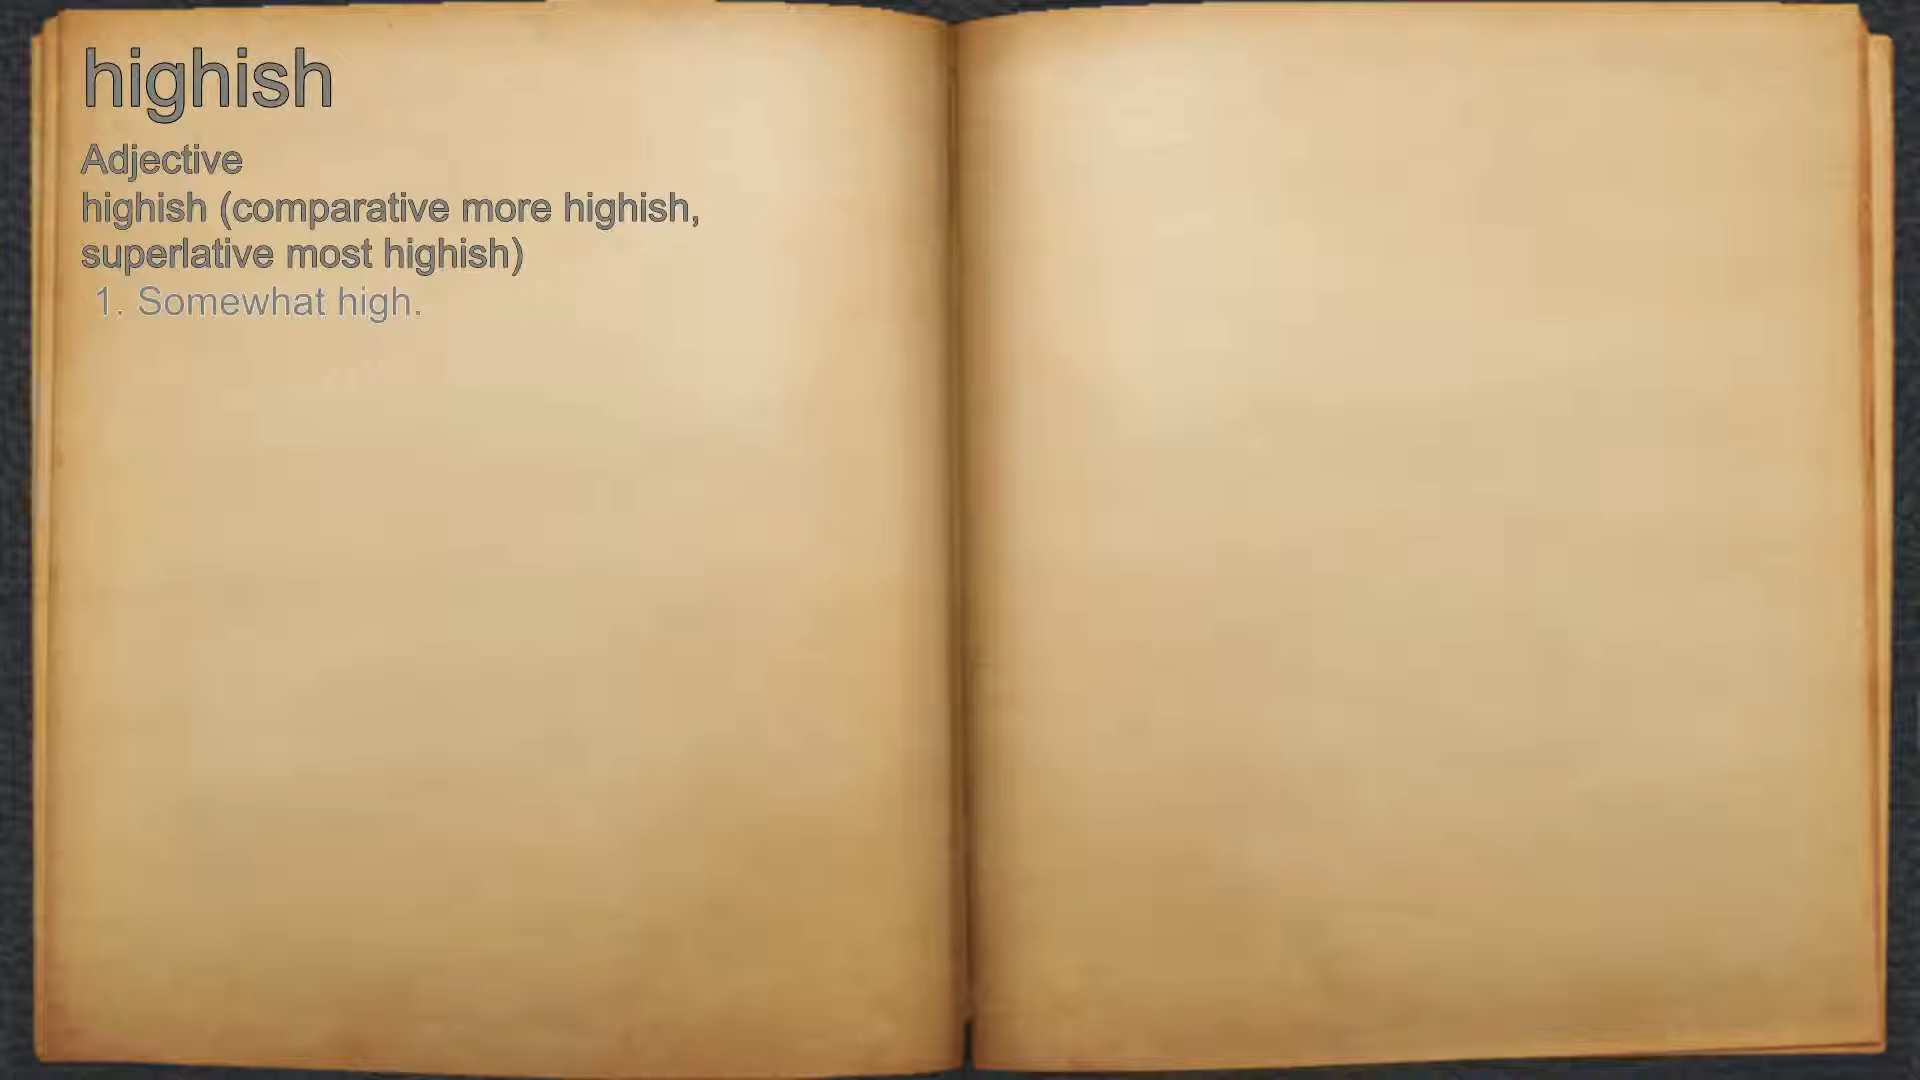 highish
Adjective
highish (comparative more highish,
superlative most highish)
1. Somewhat high.